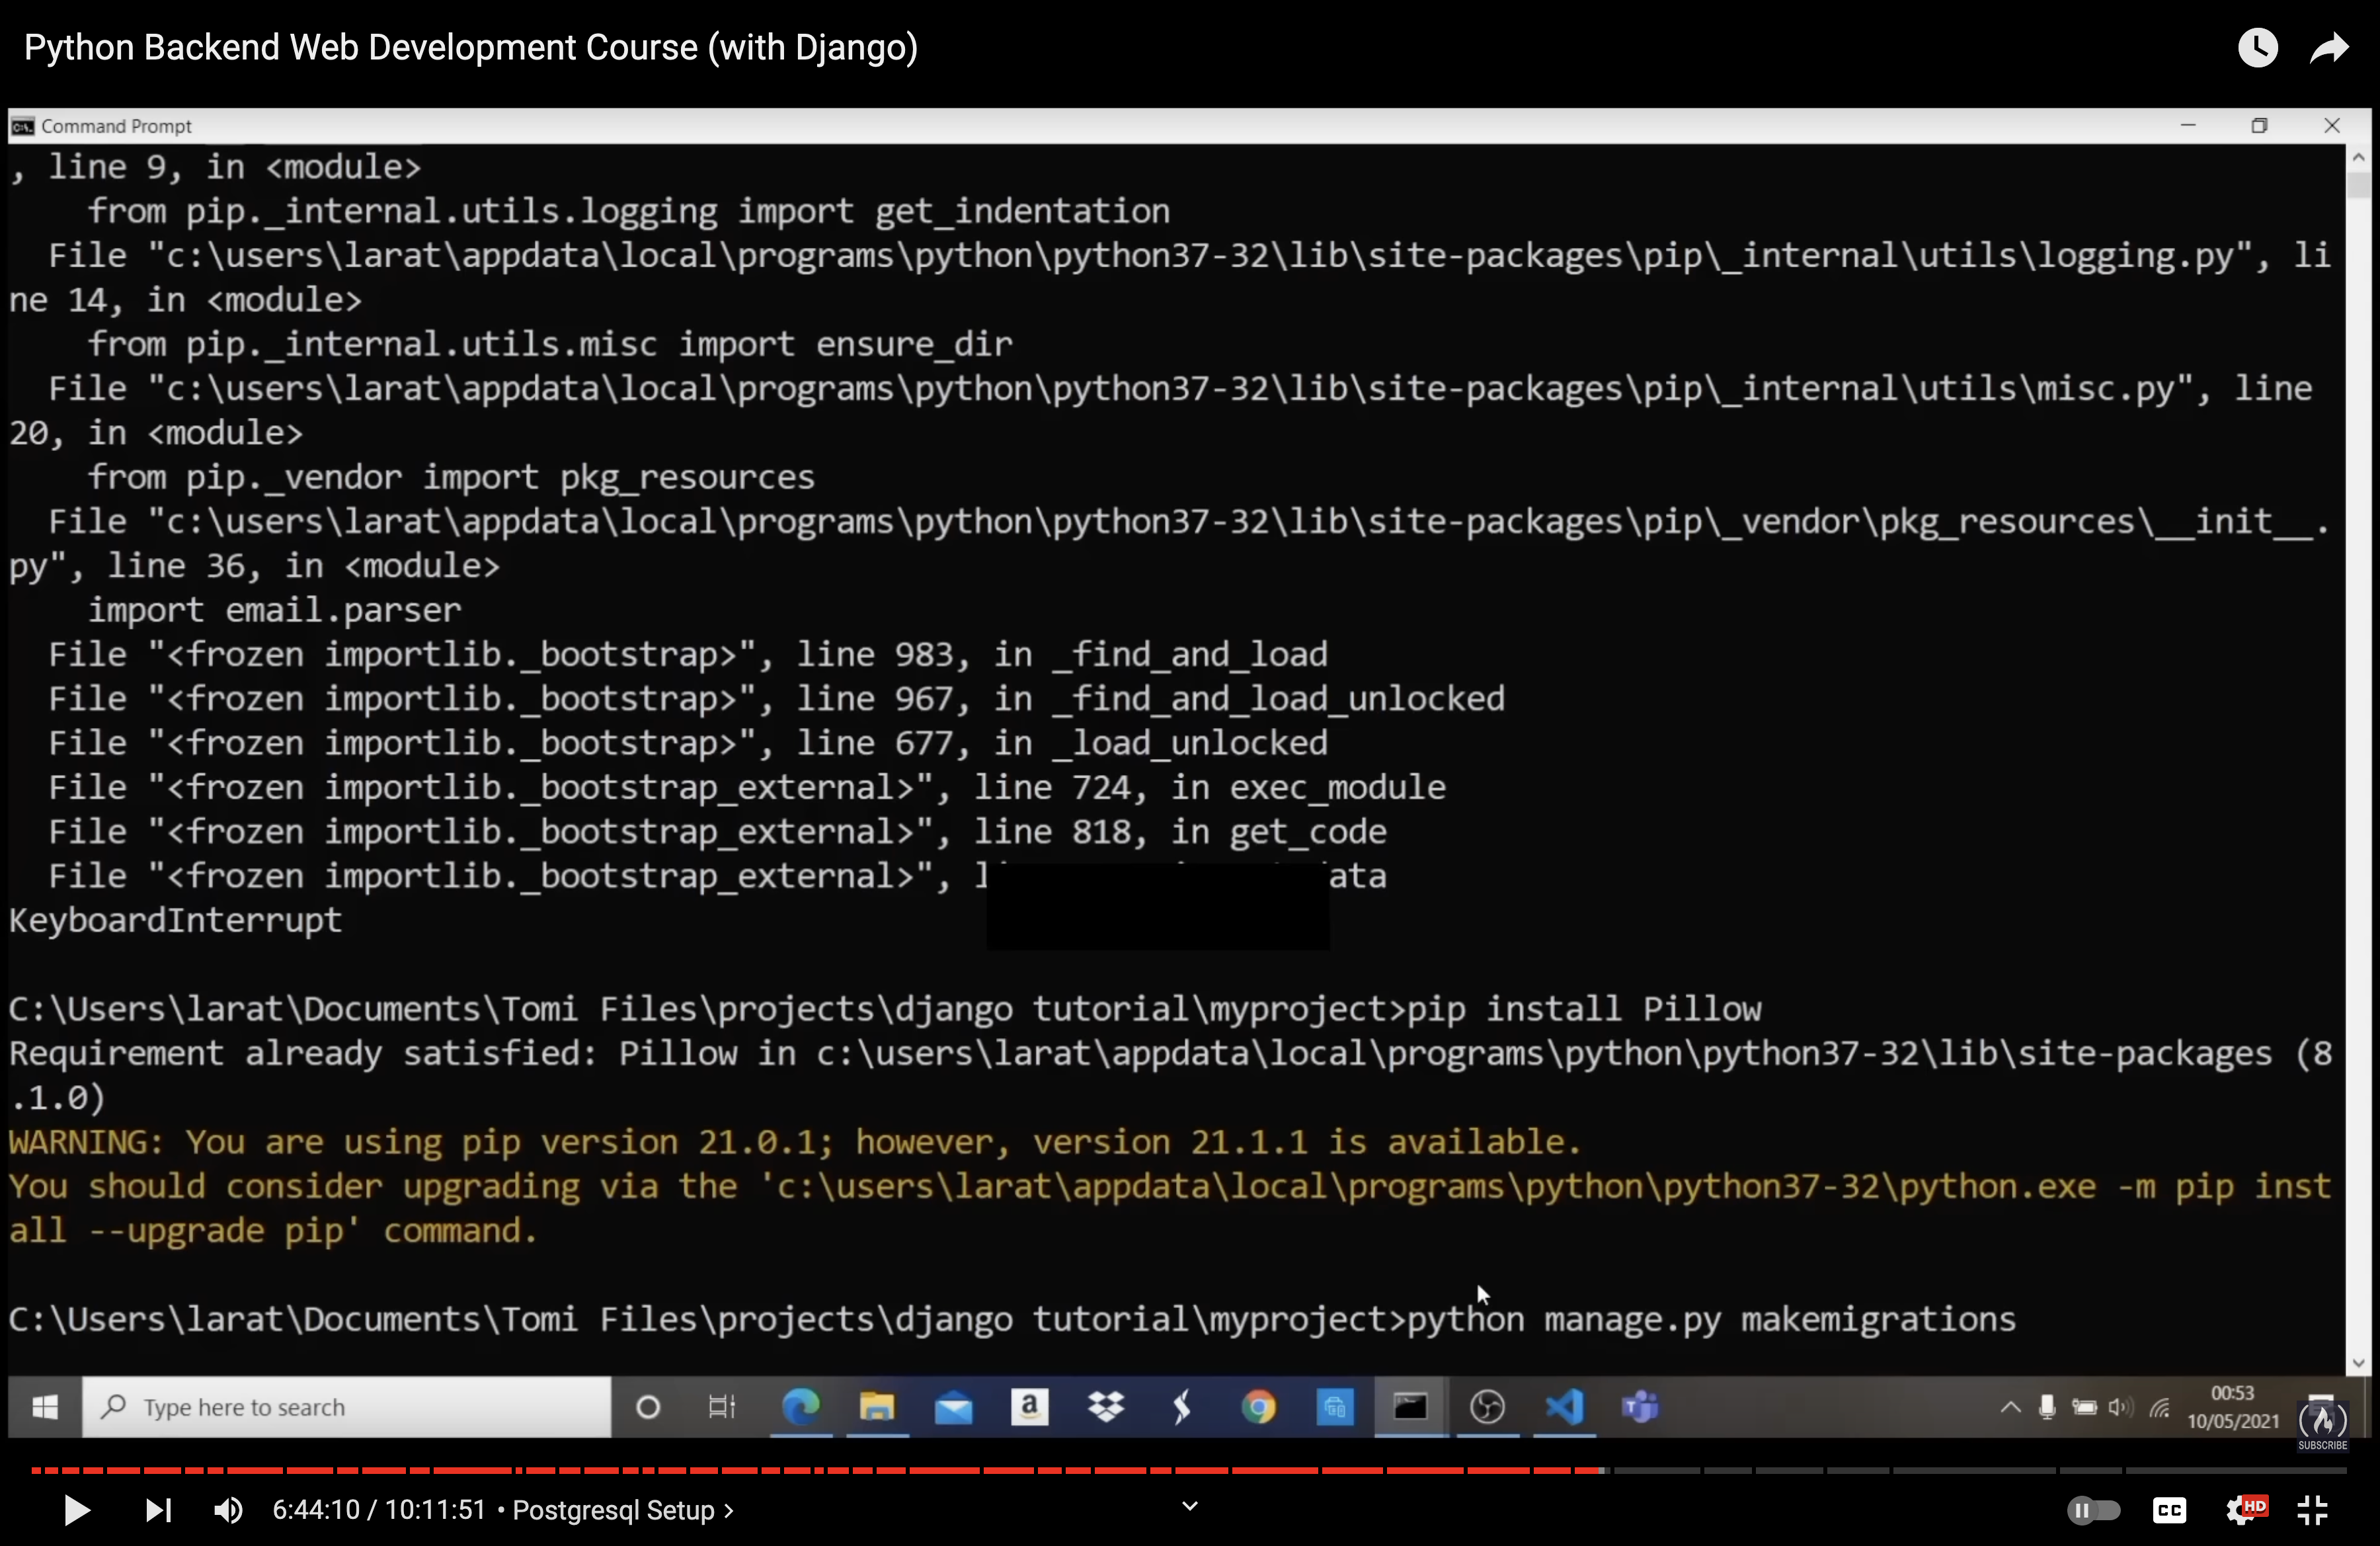 Python Backend Web Development Course (with Django)
Command Prompt
, line 9, in <module>
    from pip._internal.utils.logging import get_indentation
  File "c:\users\larat\appdata\local\programs\python\python37-32\lib\site-packages\pip\_internal\utils\logging.py", li
ne 14, in <module>
    from pip._internal.utils.misc import ensure_dir
  File "c:\users\larat\appdata\local\programs\python\python37-32\lib\site-packages\pip\_internal\utils\misc.py", line
20, in <module>
    from pip._vendor import pkg_resources
  File "c:\users\larat\appdata\local\programs\python\python37-32\lib\site-packages\pip\_vendor\pkg_resources\__init__.
py", line 36, in <module>
    import email.parser
  File "<frozen importlib._bootstrap>", line 983, in _find_and_load
  File "<frozen importlib._bootstrap>", line 967, in _find_and_load_unlocked
  File "<frozen importlib._bootstrap>", line 677, in _load_unlocked
  File "<frozen importlib._bootstrap_external>", line 724, in exec_module
  File "<frozen importlib._bootstrap_external>", line 818, in get_code
  File "<frozen importlib._bootstrap_external>",
KeyboardInterrupt
C:\Users\larat\Documents\Tomi Files\projects\django tutorial\myproject>pip install Pillow
Requirement already satisfied: Pillow in c:\users\larat\appdata\local\programs\python\python37-32\lib\site-packages (8
.1.0)
WARNING: You are using pip version 21.0.1; however, version 21.1.1 is available.
You should consider upgrading via the 'c:\users\larat\appdata\local\programs\python\python37-32\python.exe -m pip inst
all --upgrade pip' command.
C:\Users\larat\Documents\Tomi Files\projects\django tutorial\myproject>python manage.py makemigrations
Type here to search
00:53
10/05/2021
SUBSCRIBE
6:44:10 / 10:11:51 • Postgresql Setup >
CC
HD